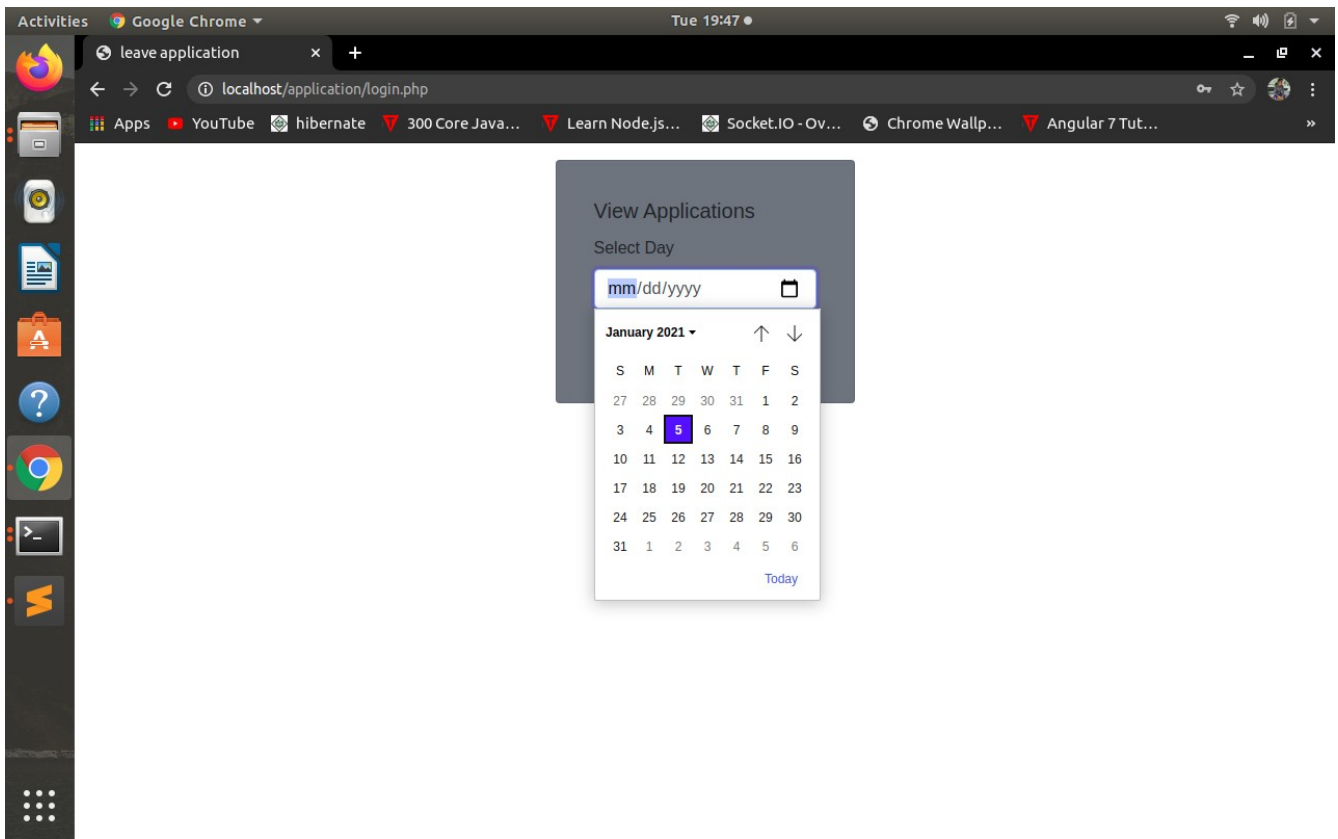 Activities Google Chrome Tue 19:47
leave application
localhost/application/login.php
Apps YouTube hibernate 300 Core Java... Learn Node.js... Socket.IO - Ov... Chrome Wallp... Angular 7 Tut... »
View Applications
Select Day
mm/dd/yyyy
January 2021
S M T W T F S
27 28 29 30 31 1 2
3 4 5 6 7 8 9
10 11 12 13 14 15 16
17 18 19 20 21 22 23
24 25 26 27 28 29 30
31 1 2 3 4 5 6
Today